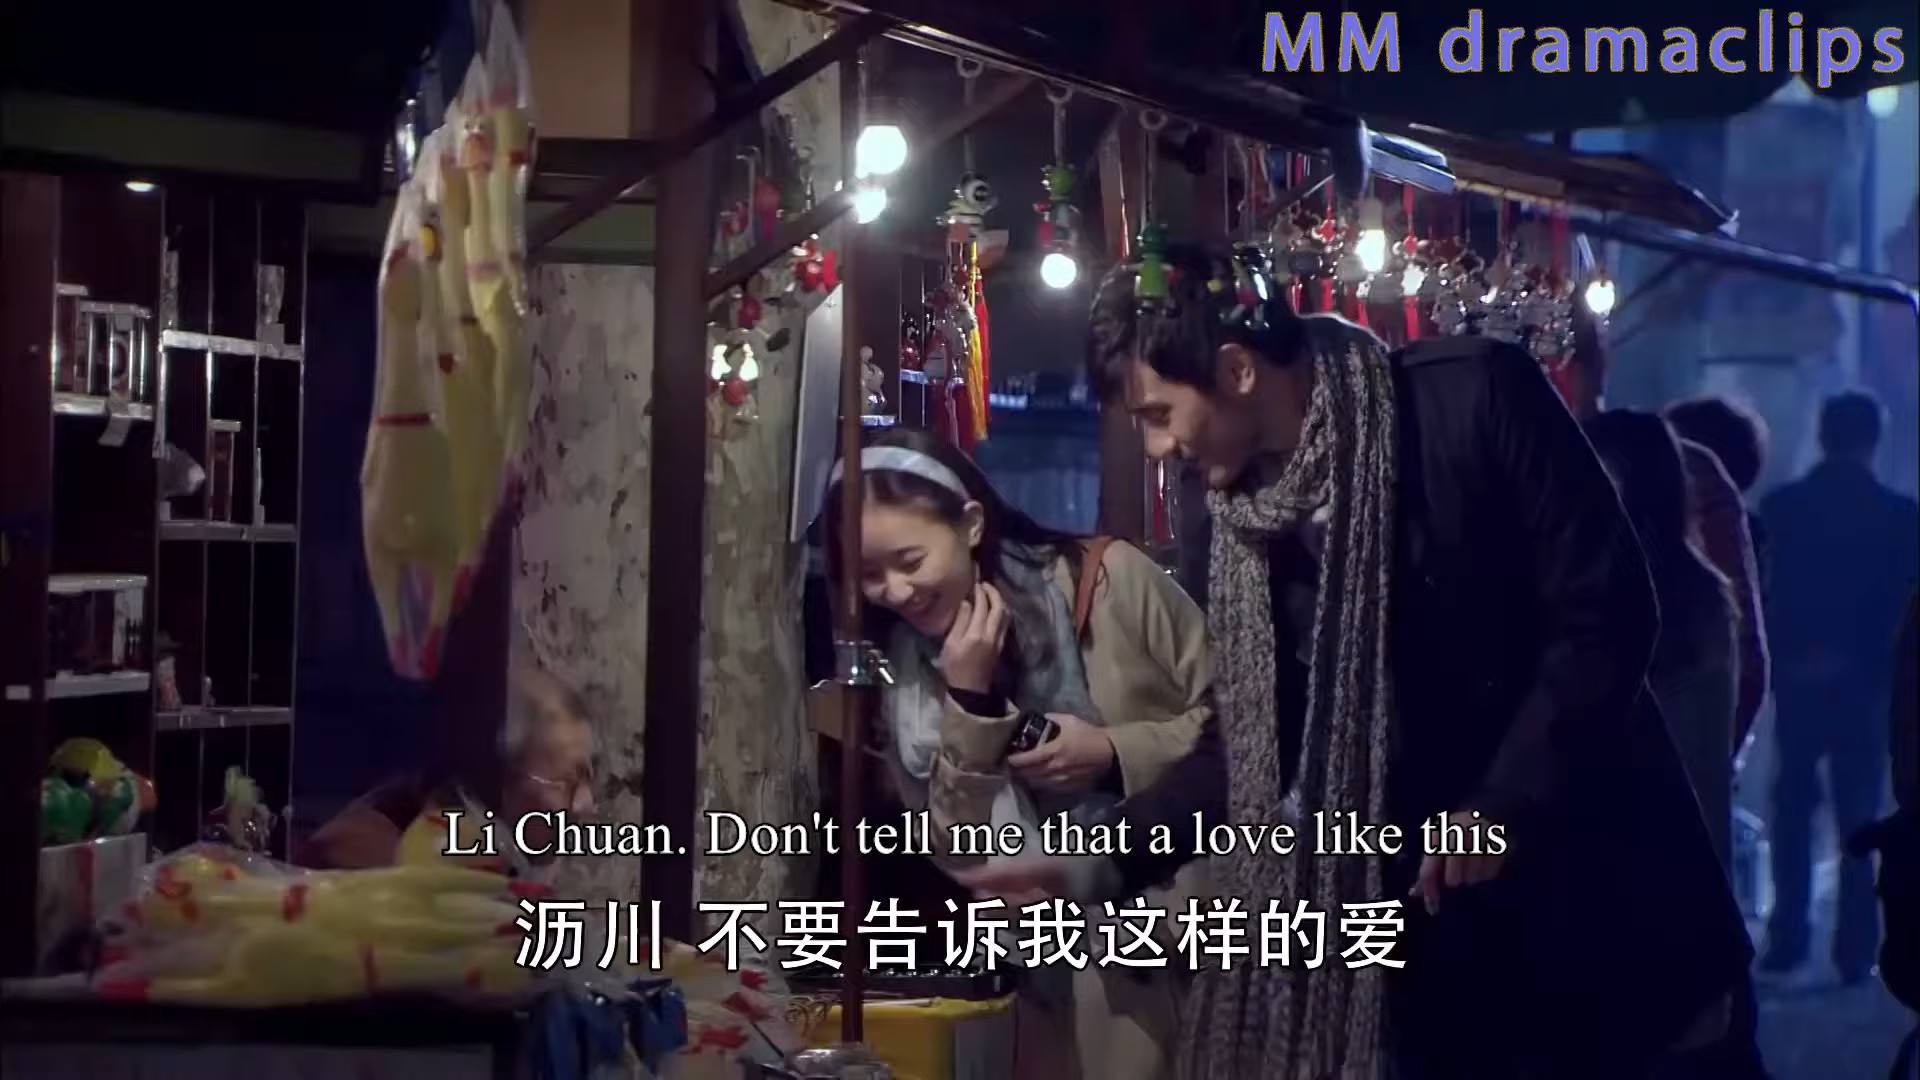 MM dramaclips
Li Chuan. Don't tell me that a love like this
沥川 不要告诉我这样的爱